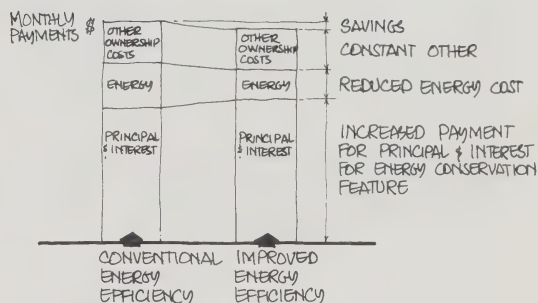 MONTHLY
PAYMENTS $
OTHER
OWNERSHIP
COSTS
ENERGY
PRINCIPAL
& INTEREST
OTHER
OWNERSHIP
COSTS
ENERGY
PRINCIPAL
& INTEREST
SAVINGS
CONSTANT OTHER
REDUCED ENERGY COST
INCREASED PAYMENT
FOR PRINCIPAL & INTEREST
FOR ENERGY CONSERVATION
FEATURE
CONVENTIONAL
ENERGY
EFFICIENCY
IMPROVED
ENERGY
EFFICIENCY